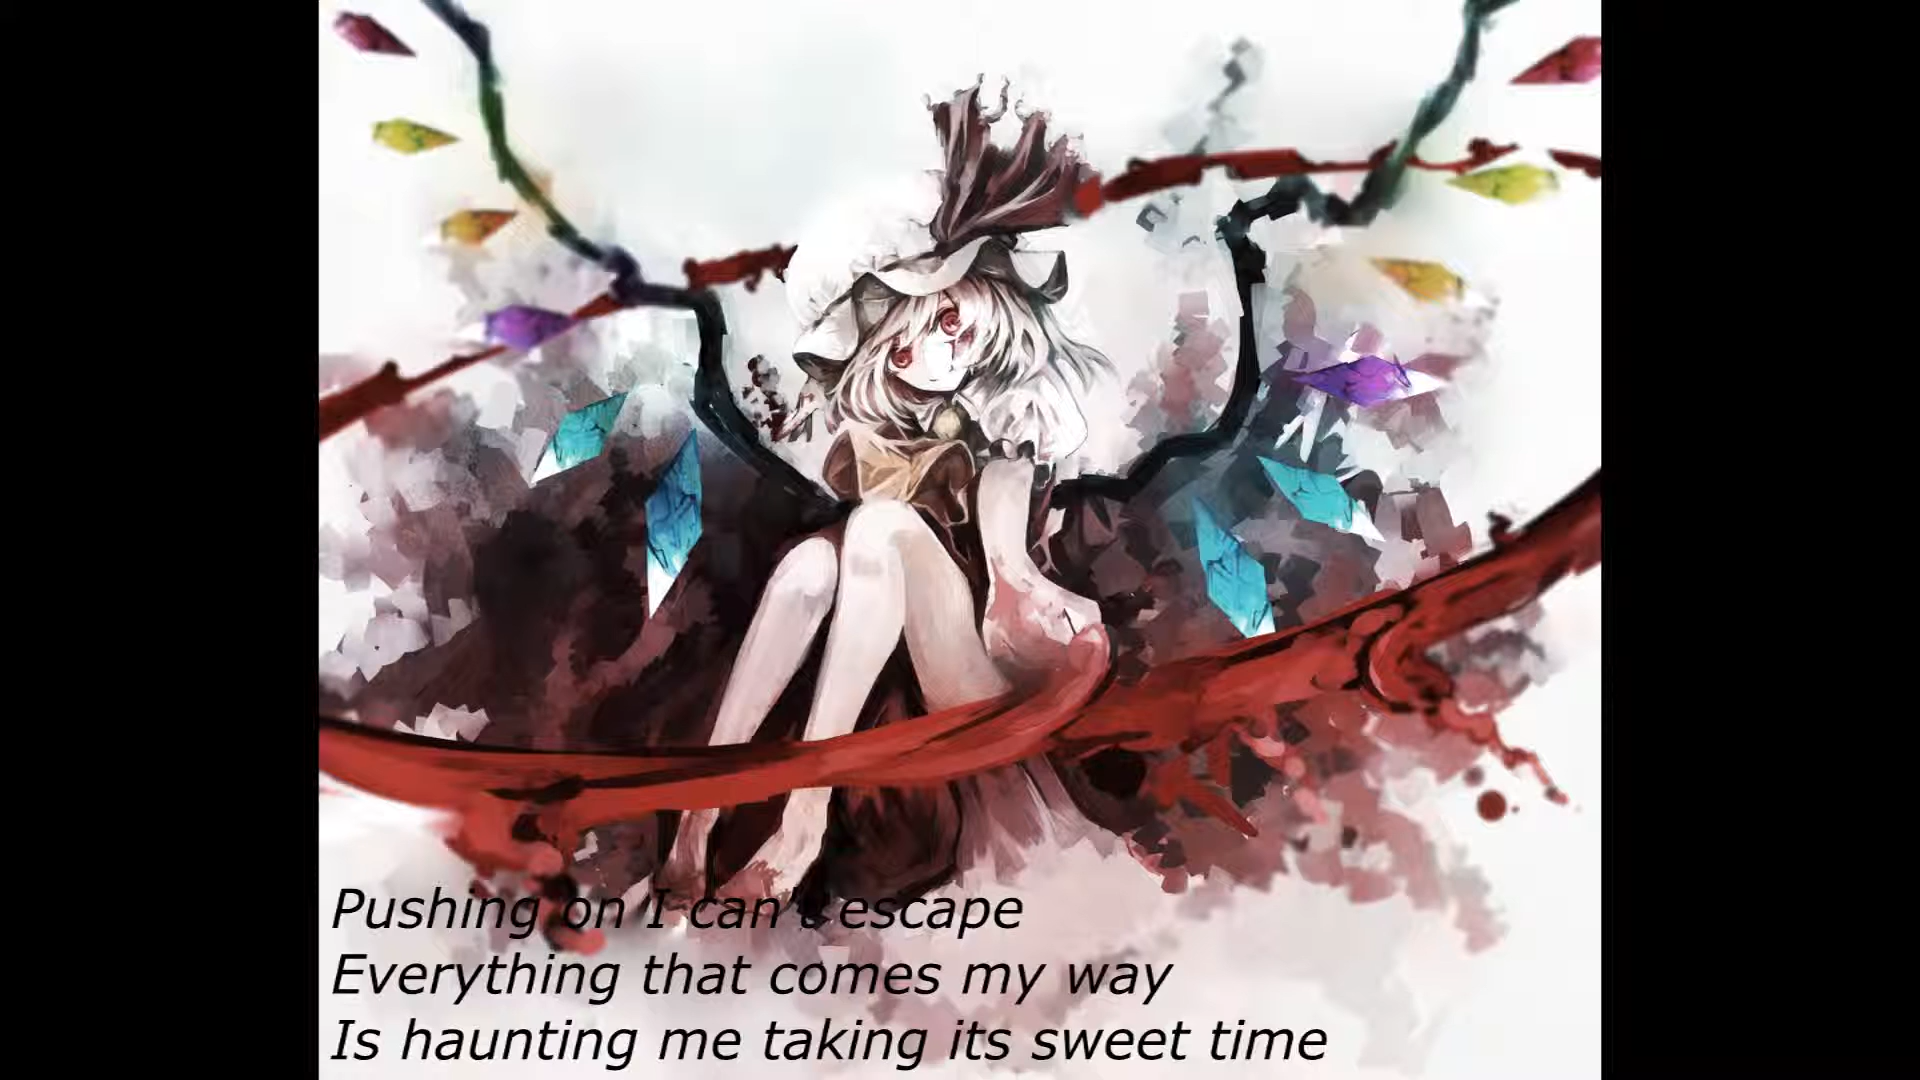 Pushing on I can't escape
Everything that comes my way
Is haunting me taking its sweet time